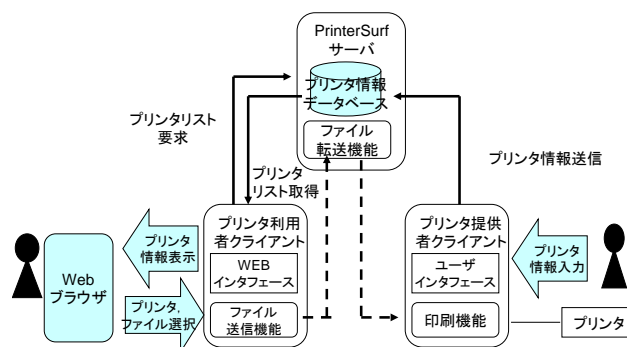 PrinterSurf
サーバ
プリンタ情報
データベース
ファイル
転送機能
プリンタリスト
要求
プリンタ
リスト取得
プリンタ情報送信
プリンタ利用
者クライアント
WEB
インタフェース
ファイル
送信機能
プリンタ提供
者クライアント
ユーザ
インタフェース
印刷機能
プリンタ
情報表示
Web
ブラウザ
プリンタ,
ファイル選択
プリンタ
情報入力
プリンタ